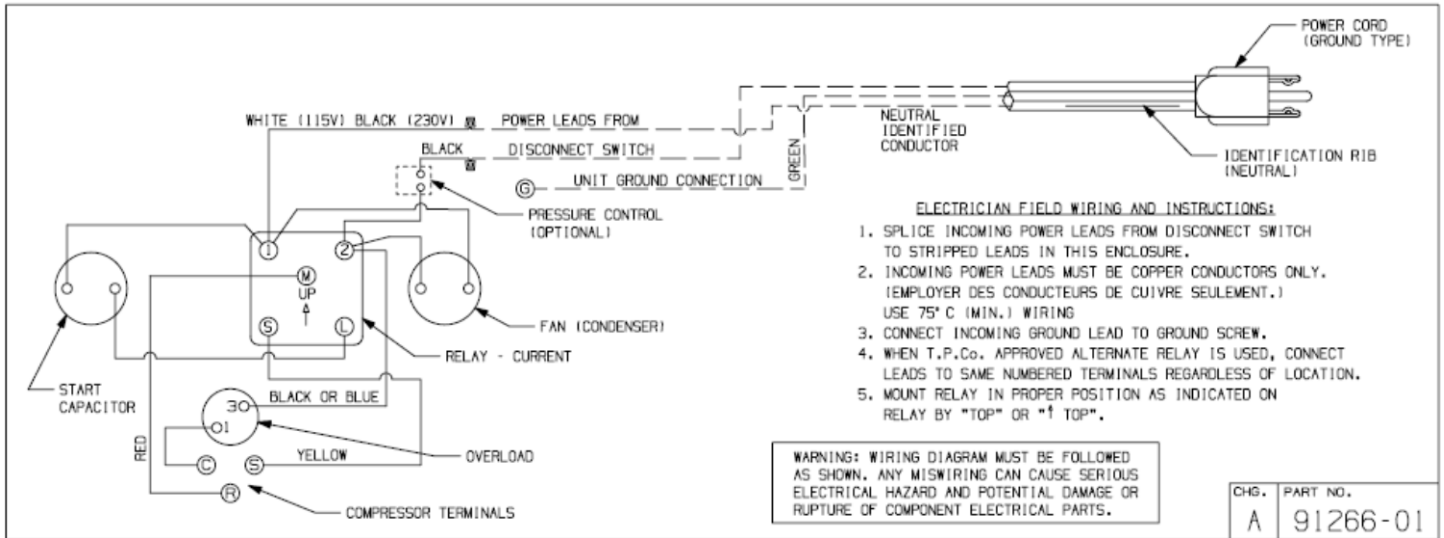 POWER CORD
(GROUND TYPE)
WHITE (115V) BLACK (230V)
POWER LEADS FROM
BLACK
DISCONNECT SWITCH
NEUTRAL
IDENTIFIED
CONDUCTOR
GREEN
G
UNIT GROUND CONNECTION
IDENTIFICATION RIB
(NEUTRAL)
PRESSURE CONTROL
(OPTIONAL)
1
2
M
UP
S
L
FAN (CONDENSER)
RELAY - CURRENT
START
CAPACITOR
BLACK OR BLUE
3
1
OVERLOAD
RED
YELLOW
C
S
R
COMPRESSOR TERMINALS
ELECTRICIAN FIELD WIRING AND INSTRUCTIONS:
1. SPLICE INCOMING POWER LEADS FROM DISCONNECT SWITCH
TO STRIPPED LEADS IN THIS ENCLOSURE.
2. INCOMING POWER LEADS MUST BE COPPER CONDUCTORS ONLY.
(EMPLOYER DES CONDUCTEURS DE CUIVRE SEULEMENT.)
USE 75° C (MIN.) WIRING
3. CONNECT INCOMING GROUND LEAD TO GROUND SCREW.
4. WHEN T.P.Co. APPROVED ALTERNATE RELAY IS USED, CONNECT
LEADS TO SAME NUMBERED TERMINALS REGARDLESS OF LOCATION.
5. MOUNT RELAY IN PROPER POSITION AS INDICATED ON
RELAY BY "TOP" OR "↑ TOP".
WARNING: WIRING DIAGRAM MUST BE FOLLOWED
AS SHOWN. ANY MISWIRING CAN CAUSE SERIOUS
ELECTRICAL HAZARD AND POTENTIAL DAMAGE OR
RUPTURE OF COMPONENT ELECTRICAL PARTS.
CHG.
A
PART NO.
91266-01